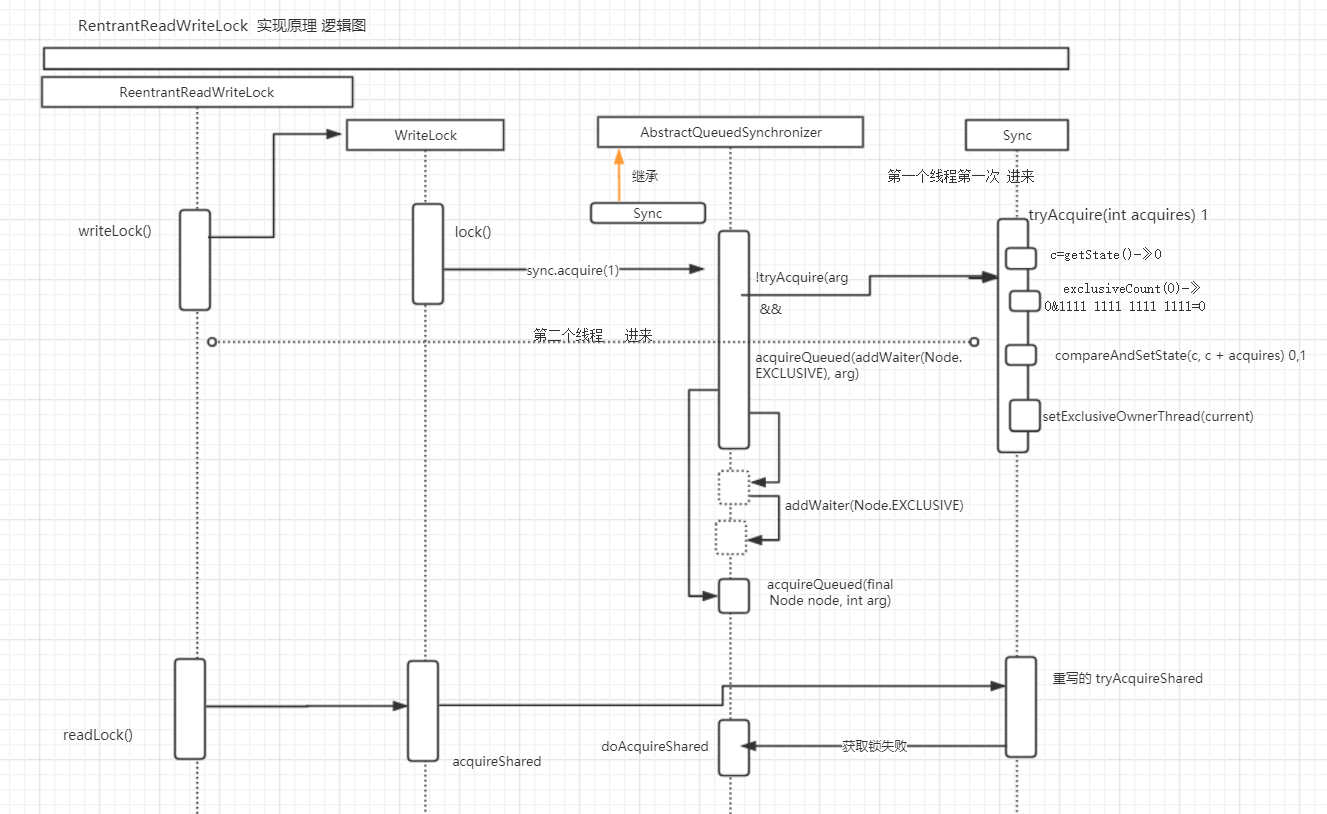 RentrantReadWriteLock 实现原理 逻辑图
ReentrantReadWriteLock
WriteLock
AbstractQueuedSynchronizer
Sync
继承
第一个线程第一次 进来
Sync
tryAcquire(int acquires) 1
writeLock()
lock()
c=getState()->0
sync.acquire(1)
!tryAcquire(arg
exclusiveCount(0)->
0&1111 1111 1111 1111=0
&&
第二个线程 进来
acquireQueued(addWaiter(Node.
EXCLUSIVE), arg)
compareAndSetState(c, c + acquires) 0,1
setExclusiveOwnerThread(current)
addWaiter(Node.EXCLUSIVE)
acquireQueued(final
Node node, int arg)
重写的 tryAcquireShared
readLock()
doAcquireShared
获取锁失败
acquireShared